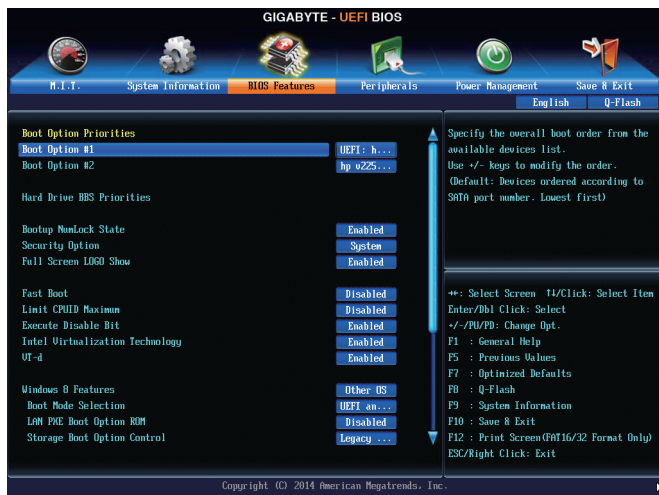 GIGABYTE - UEFI BIOS
M.I.T. System Information BIOS Features Peripherals Power Management Save & Exit
English Q-Flash
Boot Option Priorities
Boot Option #1 UEFI: h...
Boot Option #2 hp v225...
Hard Drive BBS Priorities
Bootup NumLock State Enabled
Security Option System
Full Screen LOGO Show Enabled
Fast Boot Disabled
Limit CPUID Maximum Disabled
Execute Disable Bit Enabled
Intel Virtualization Technology Enabled
VT-d Enabled
Windows 8 Features Other OS
Boot Mode Selection UEFI an...
LAN PXE Boot Option ROM Disabled
Storage Boot Option Control Legacy ...
Specify the overall boot order from the
available devices list.
Use +/- keys to modify the order.
(Default: Devices ordered according to
SATA port number. Lowest first)
→←: Select Screen ↑↓/Click: Select Item
Enter/Dbl Click: Select
+/-/PU/PD: Change Opt.
F1 : General Help
F5 : Previous Values
F7 : Optimized Defaults
F8 : Q-Flash
F9 : System Information
F10 : Save & Exit
F12 : Print Screen(FAT16/32 Format Only)
ESC/Right Click: Exit
Copyright (C) 2014 American Megatrends, Inc.